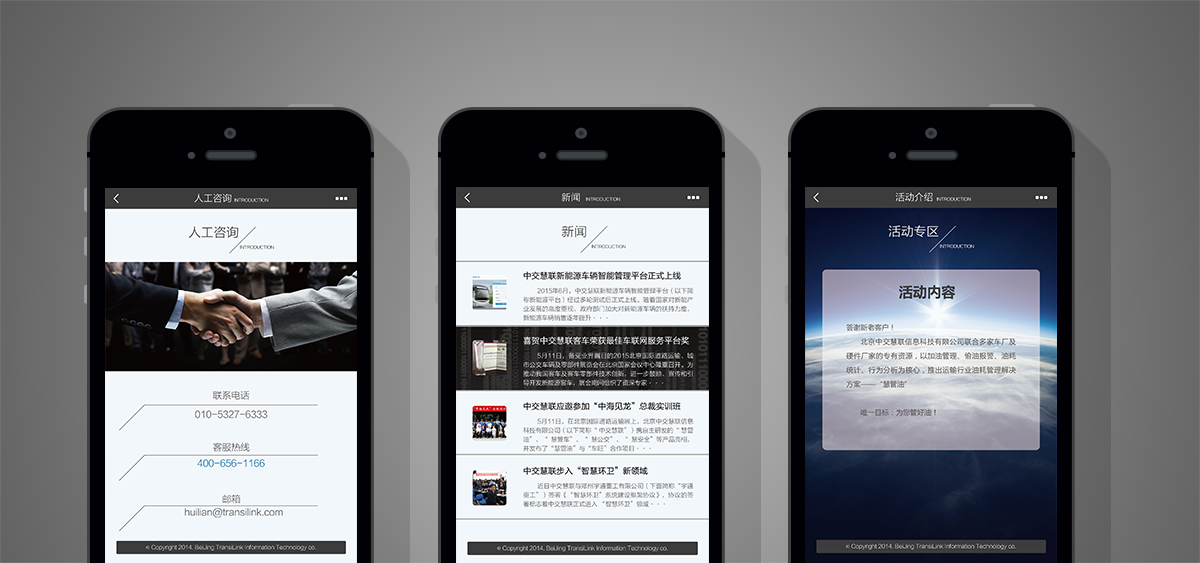 人工咨询 INTRODUCTION
人工咨询
INTRODUCTION
联系电话
010-5327-6333
客服热线
400-656-1166
邮箱
huilian@transilink.com
© Copyright 2014. BeiJing TransiLink Information Technology co.
新闻 INTRODUCTION
新闻
INTRODUCTION
中交慧联新能源车辆智能管理平台正式上线
2015年6月，中交慧联新能源车辆智能管理平台（以下简
称新能源平台）经过多轮测试后正式上线。随着国家对新能产
业发展的高度重视，政府部门加大对新能源车辆的扶持力度，
新能源车辆销售逐年提升・・・
喜贺中交慧联客车荣获最佳车联网服务平台奖
5月11日，备受业界瞩目的2015北京国际道路运输、城
市公交车辆及零部件展览会在北京国家会议中心隆重召开。为
推动我国客车及客车零部件技术创新，进一步鼓励、宣传和引
导开发新能源客车，就会期间组织了资深专家・・・
中交慧联应邀参加“中海见龙”总裁实训班
5月11日，在北京国际道路运输展上，北京中交慧联信息
科技有限公司（以下简称“中交慧联”）携自主研发的“慧管
油”、“慧管车”、“慧公交”、“慧安全”等产品亮相，
并发布了“慧管油”与“车旺”合作项目・・・
中交慧联步入“智慧环卫”新领域
近日中交慧联与郑州宇通重工有限公司（下面简称“宇通
重工”）签署《“智慧环卫”系统建设框架协议》，协议的签
署标志着中交慧联正式进入“智慧环卫”领域・・・
© Copyright 2014. BeiJing TransiLink Information Technology co.
活动介绍 INTRODUCTION
活动专区
INTRODUCTION
活动内容
答谢新老客户！
北京中交慧联信息科技有限公司联合多家车厂及
硬件厂家的专有资源，以加油管理、偷油报警、油耗
统计、行为分析为核心，推出运输行业油耗管理解决
方案——“慧管油”
唯一目标：为您管好油！
© Copyright 2014. BeiJing TransiLink Information Technology co.